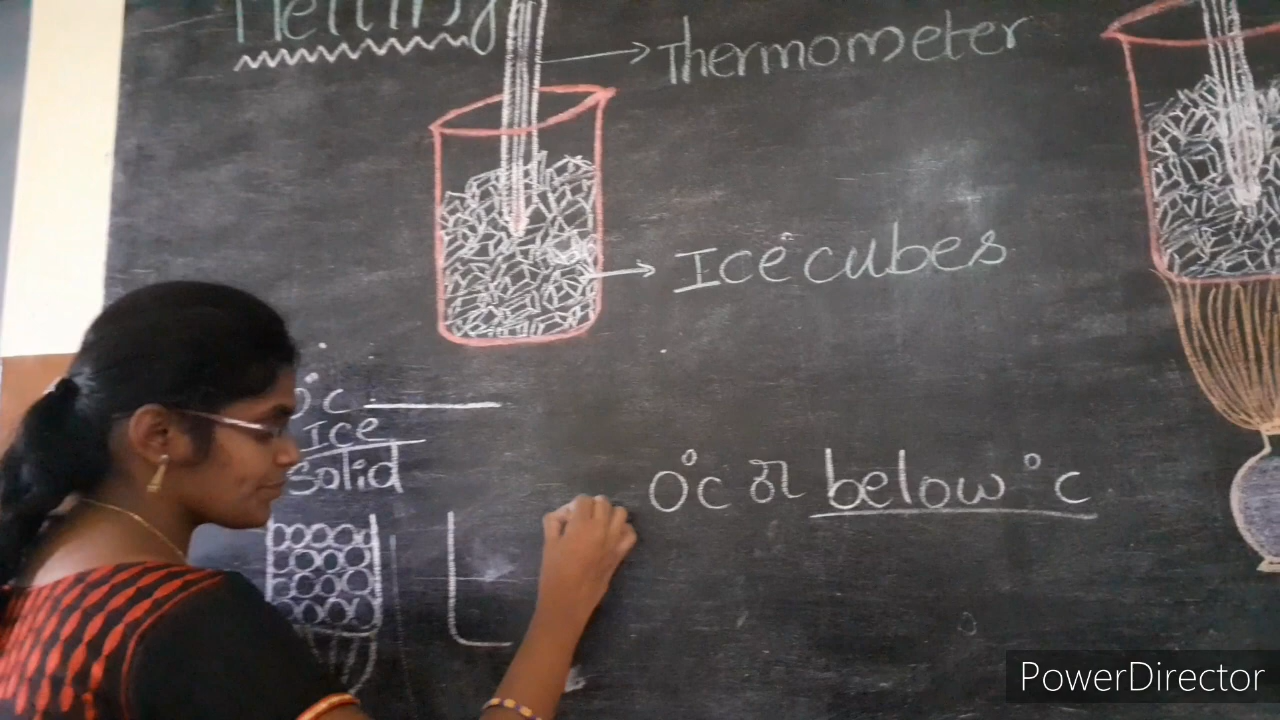 Melting
Thermometer
Ice cubes
0°C
Ice
Solid
0°C or below °C
PowerDirector